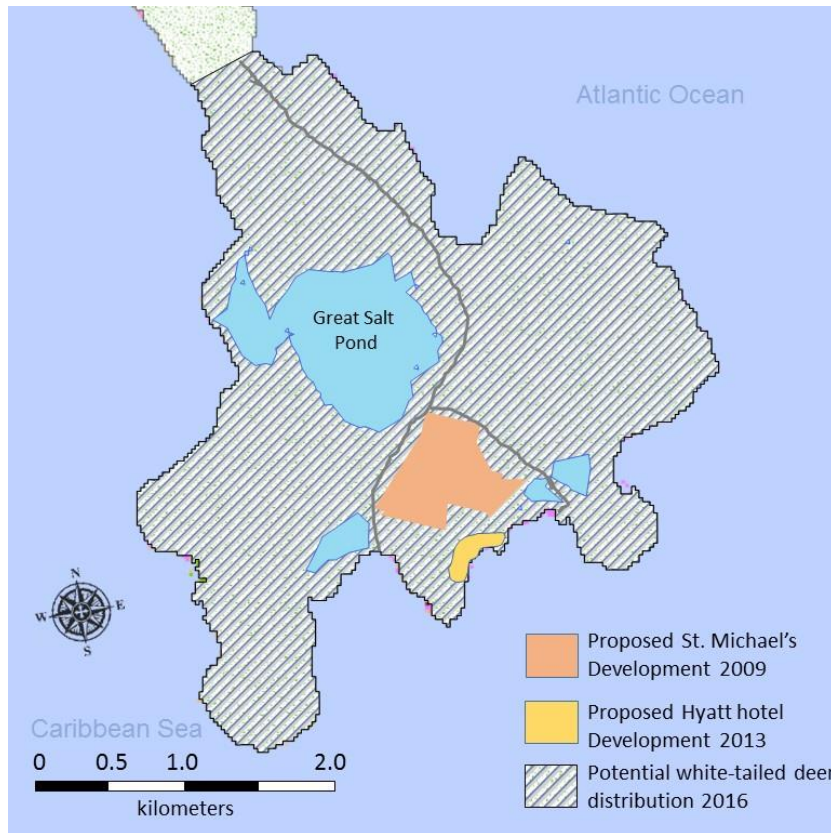 Atlantic Ocean
Great Salt
Pond
N
W E
S
Caribbean Sea
0 0.5 1.0 2.0
kilometers
Proposed St. Michael's
Development 2009
Proposed Hyatt hotel
Development 2013
Potential white-tailed deer
distribution 2016